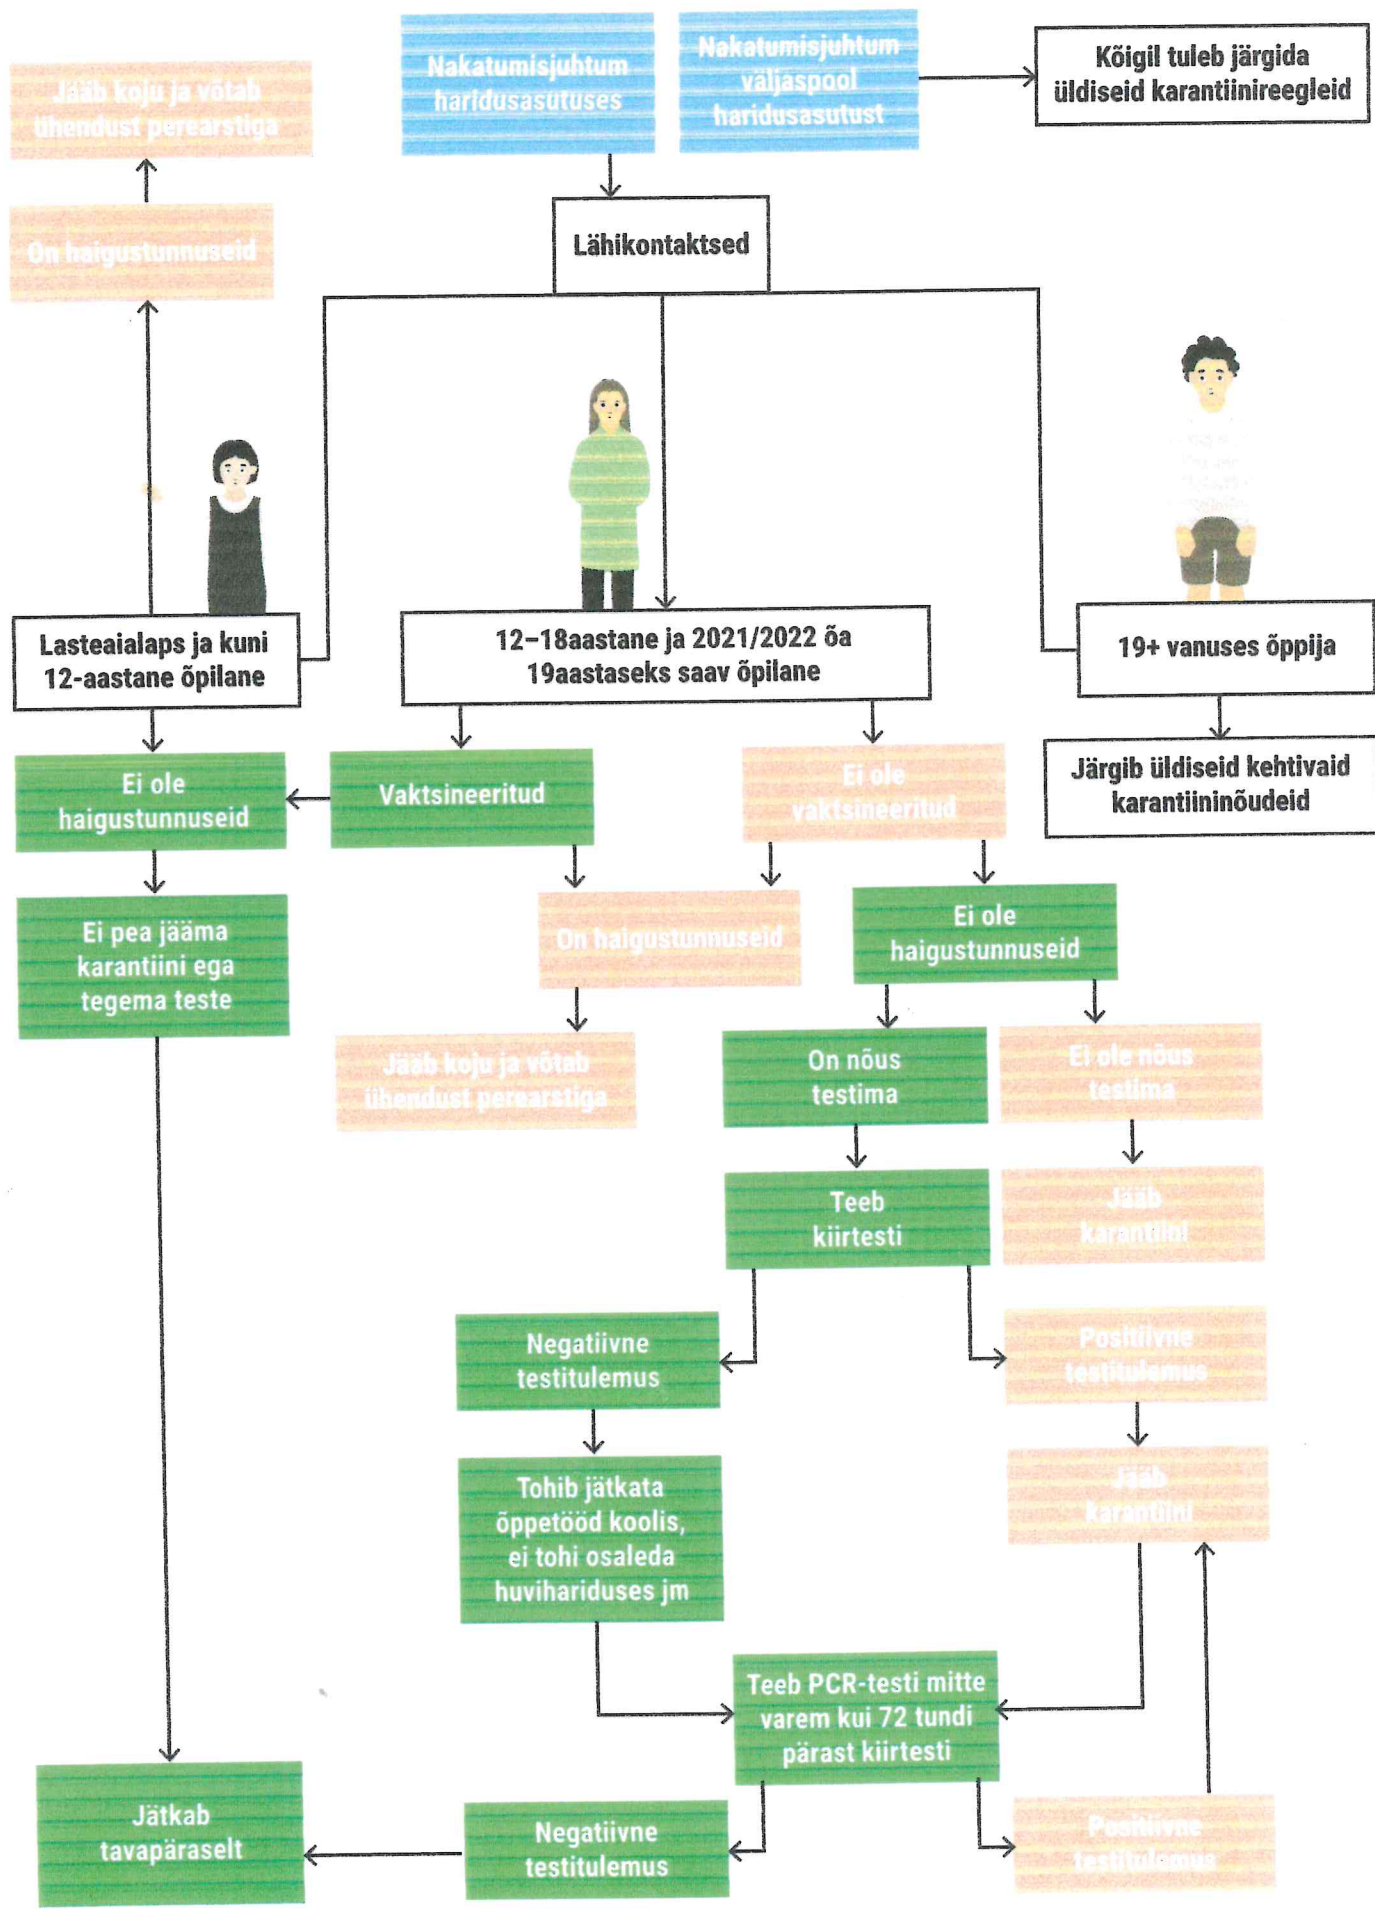 Nakatumisjuhtum
haridusasutuses
Nakatumisjuhtum
väljaspool
haridusasutust
Kõigil tuleb järgida
üldiseid karantiinireegleid
Jääb koju ja võtab
ühendust perearstiga
On haigustunnuseid
Lähikontaktsed
Lasteaialaps ja kuni
12-aastane õpilane
12–18aastane ja 2021/2022 õa
19aastaseks saav õpilane
19+ vanuses õppija
Ei ole
haigustunnuseid
Vaktsineeritud
Ei ole
vaktsineeritud
Järgib üldiseid kehtivaid
karantiininõudeid
Ei pea jääma
karantiini ega
tegema teste
On haigustunnuseid
Ei ole
haigustunnuseid
Jääb koju ja võtab
ühendust perearstiga
On nõus
testima
Ei ole nõus
testima
Teeb
kiirtesti
Jääb
karantiini
Negatiivne
testitulemus
Positiivne
testitulemus
Tohib jätkata
õppetööd koolis,
ei tohi osaleda
huvihariduses jm
Jääb
karantiini
Teeb PCR-testi mitte
varem kui 72 tundi
pärast kiirtesti
Jätkab
tavapäraselt
Negatiivne
testitulemus
Positiivne
testitulemus